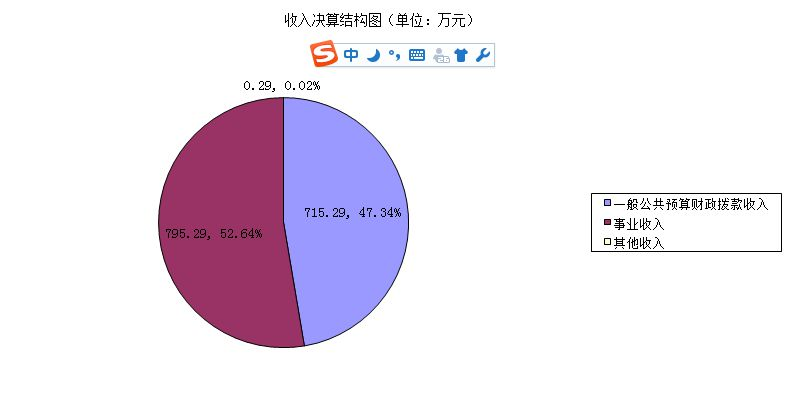 收入决算结构图（单位：万元）
S 中 °, 26
0.29, 0.02%
715.29, 47.34%
795.29, 52.64%
一般公共预算财政拨款收入
事业收入
其他收入